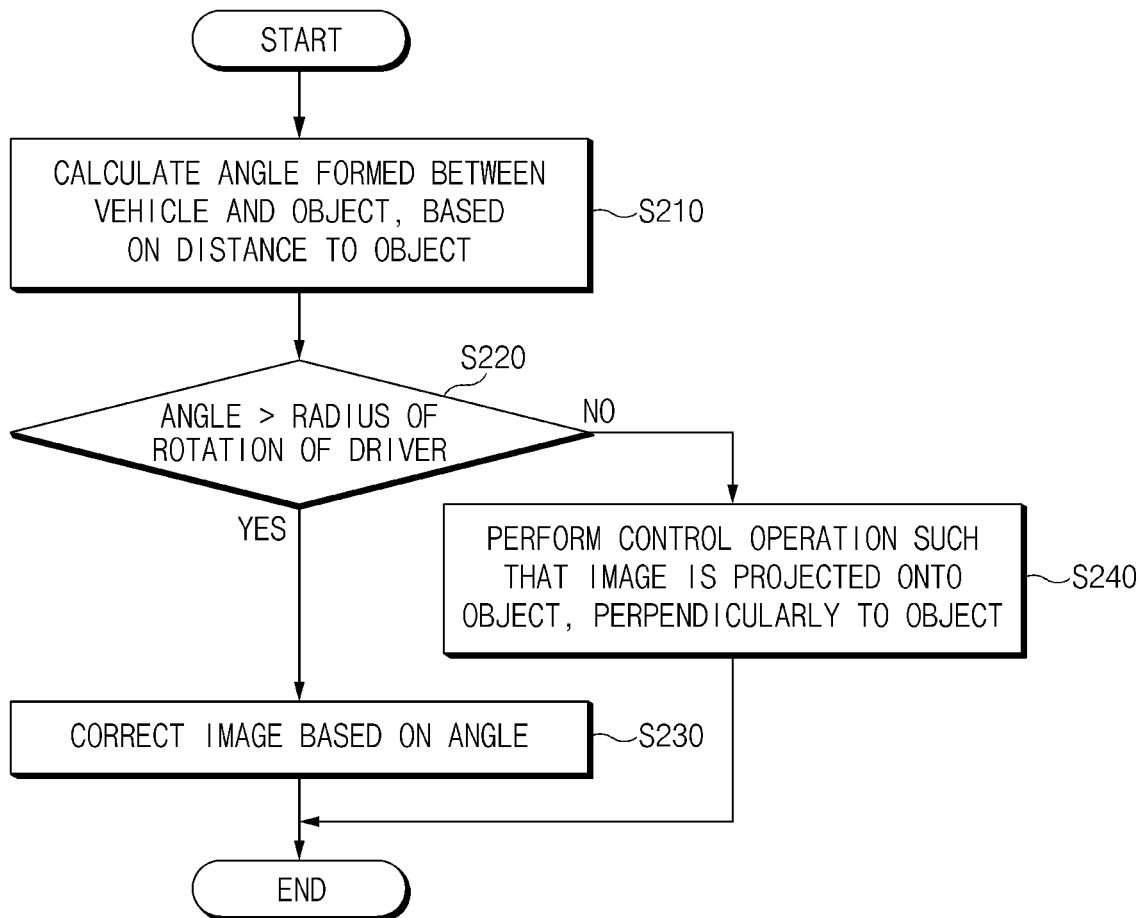 START
CALCULATE ANGLE FORMED BETWEEN
VEHICLE AND OBJECT, BASED
ON DISTANCE TO OBJECT
S210
S220
ANGLE > RADIUS OF
ROTATION OF DRIVER
NO
YES
PERFORM CONTROL OPERATION SUCH
THAT IMAGE IS PROJECTED ONTO
OBJECT, PERPENDICULARLY TO OBJECT
S240
CORRECT IMAGE BASED ON ANGLE
S230
END